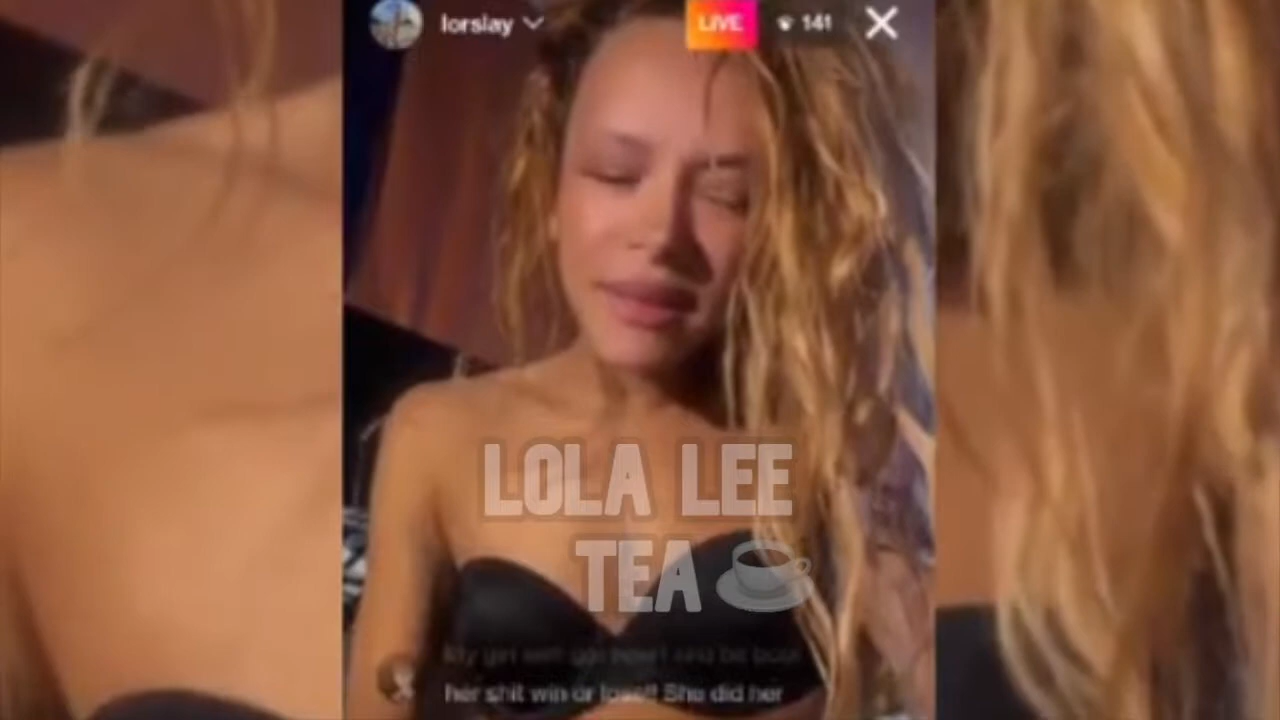 lorslay
LIVE
141
LOLA LEE
TEA
her shit win or lose!! She did her